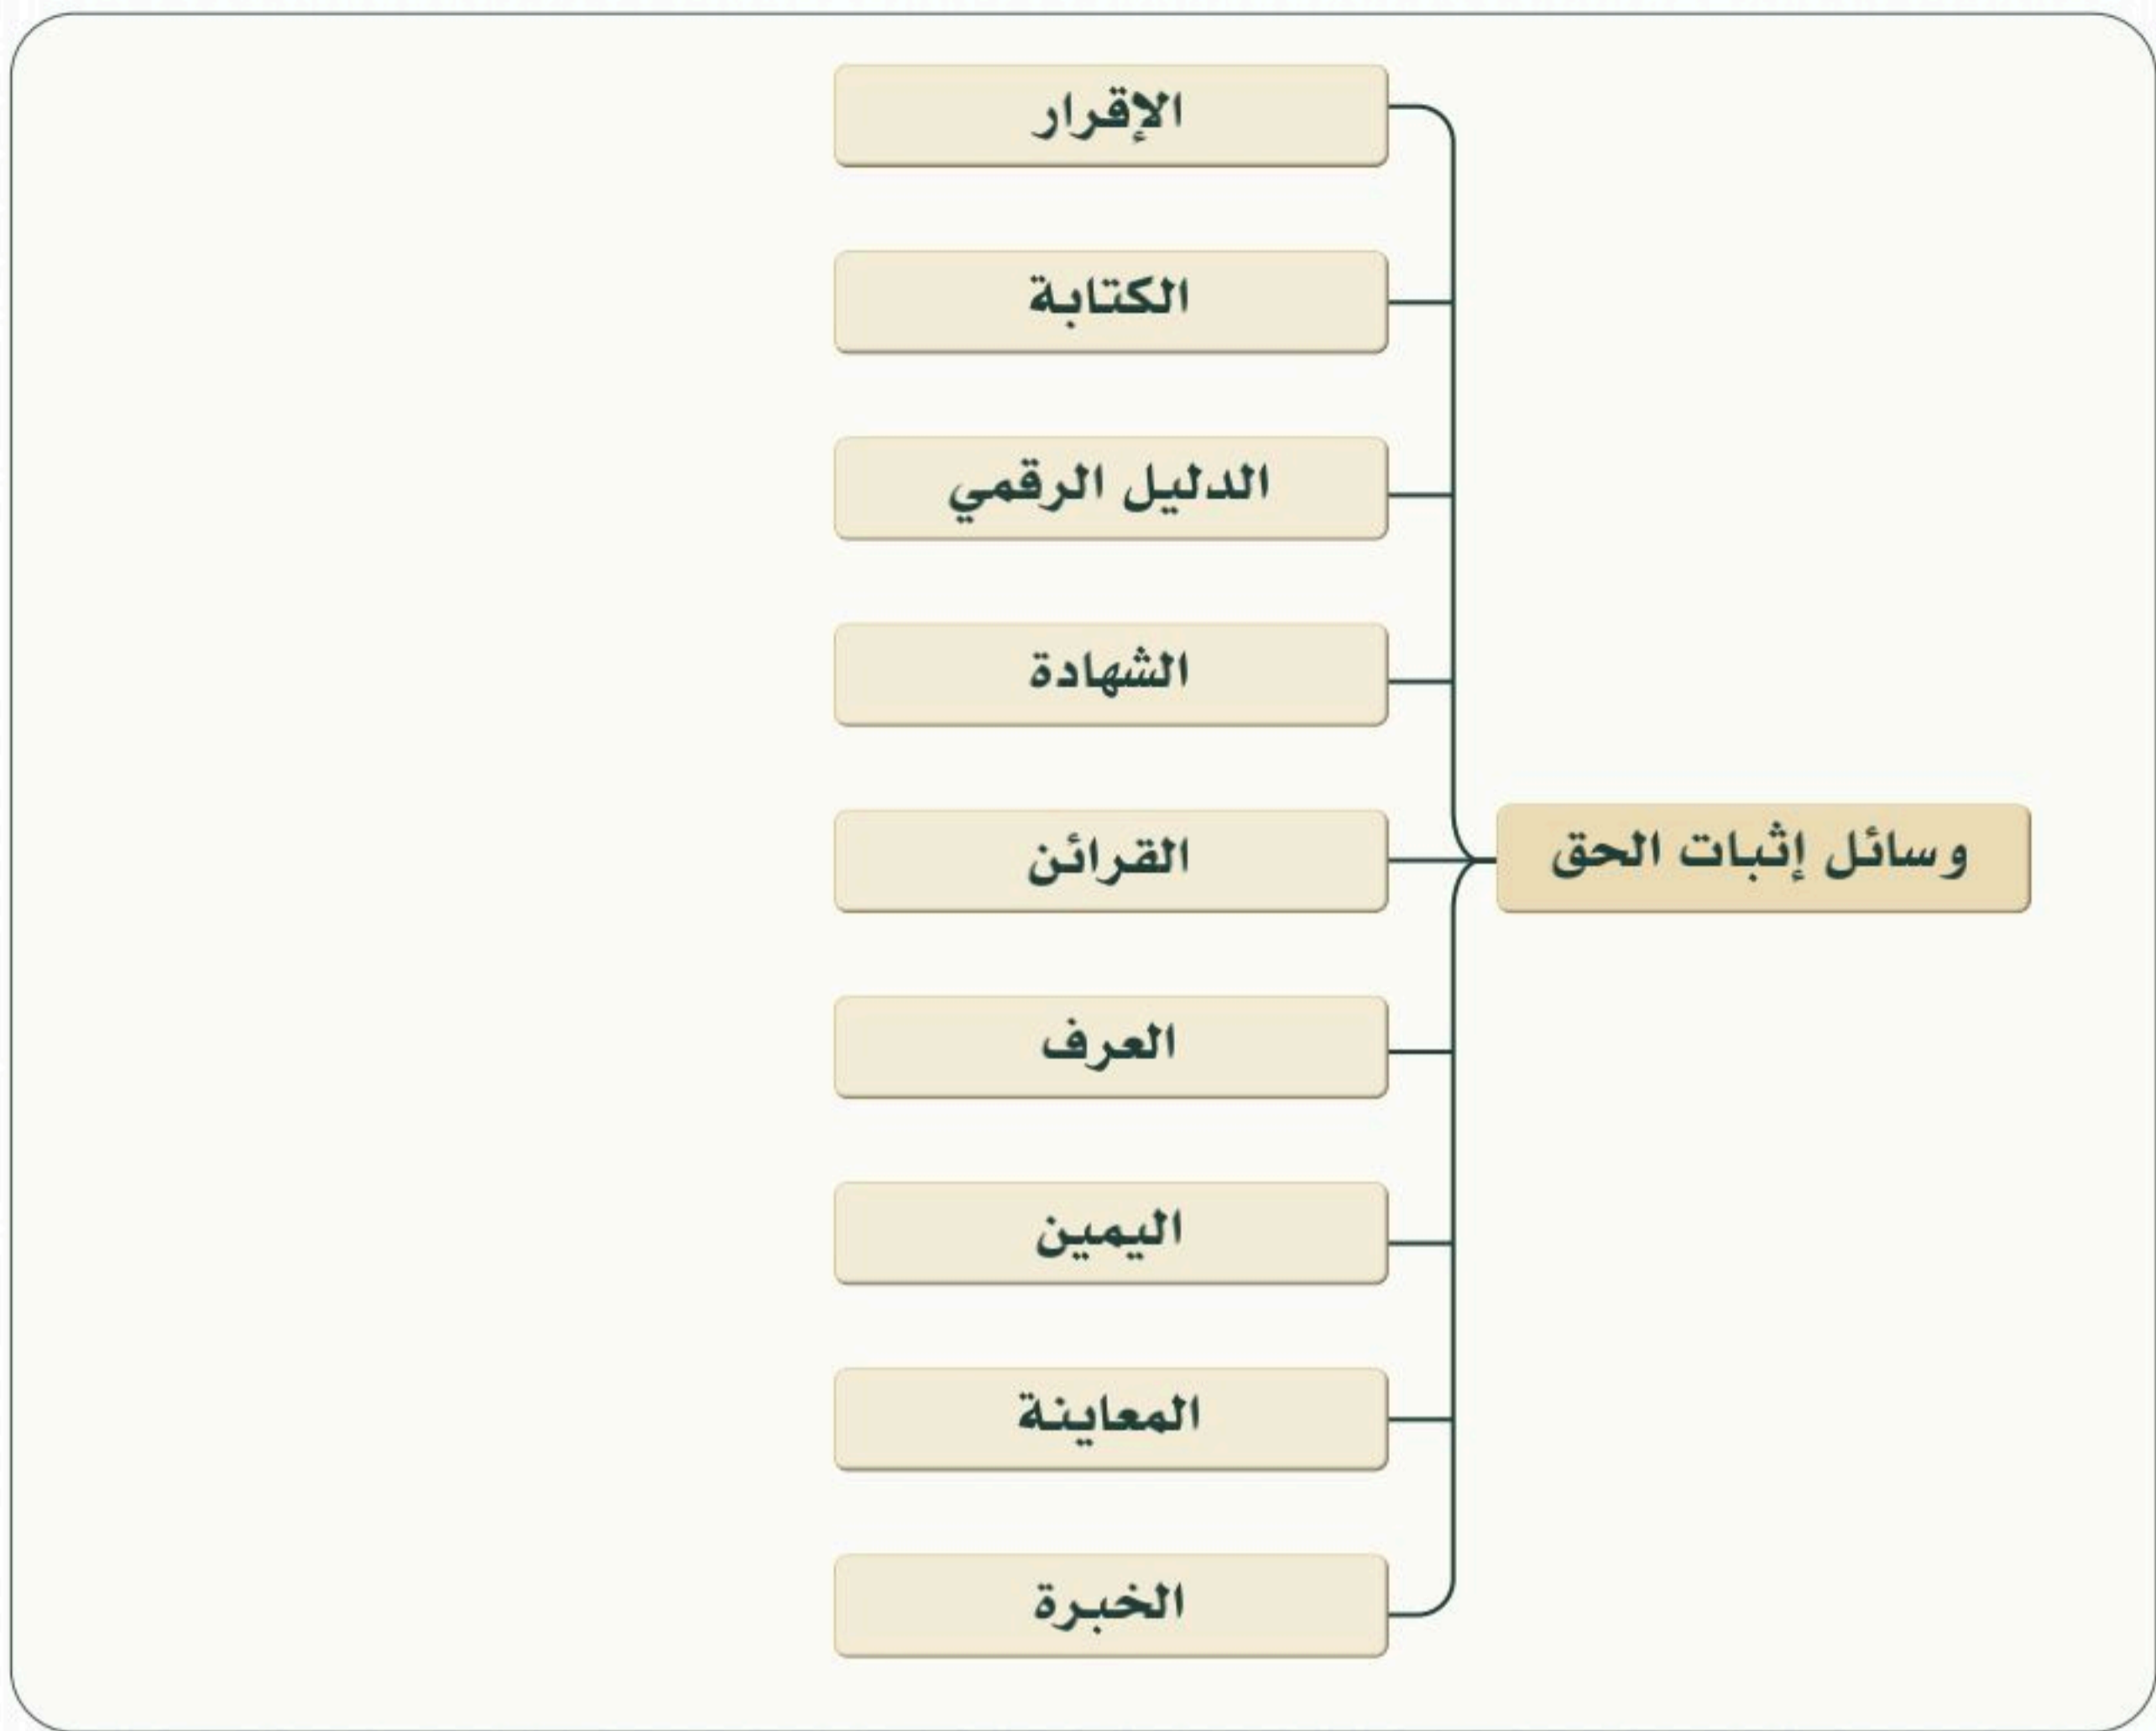 وسائل إثبات الحق
الإقرار
الكتابة
الدليل الرقمي
الشهادة
القرائن
العرف
اليمين
المعاينة
الخبرة